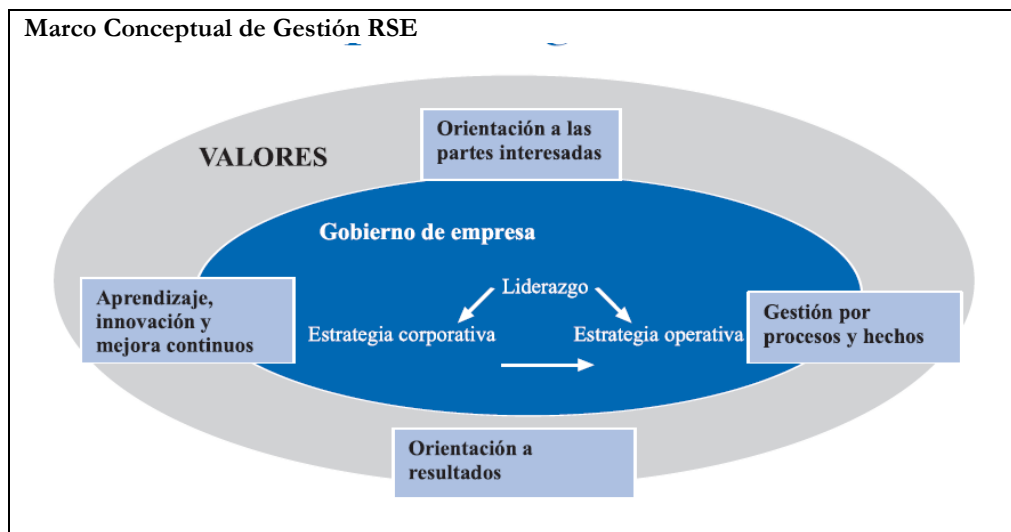 Marco Conceptual de Gestión RSE
Orientación a las
partes interesadas
VALORES
Gobierno de empresa
Liderazgo
Aprendizaje,
innovación y
mejora continuos
Estrategia corporativa
Estrategia operativa
Gestión por
procesos y hechos
Orientación a
resultados